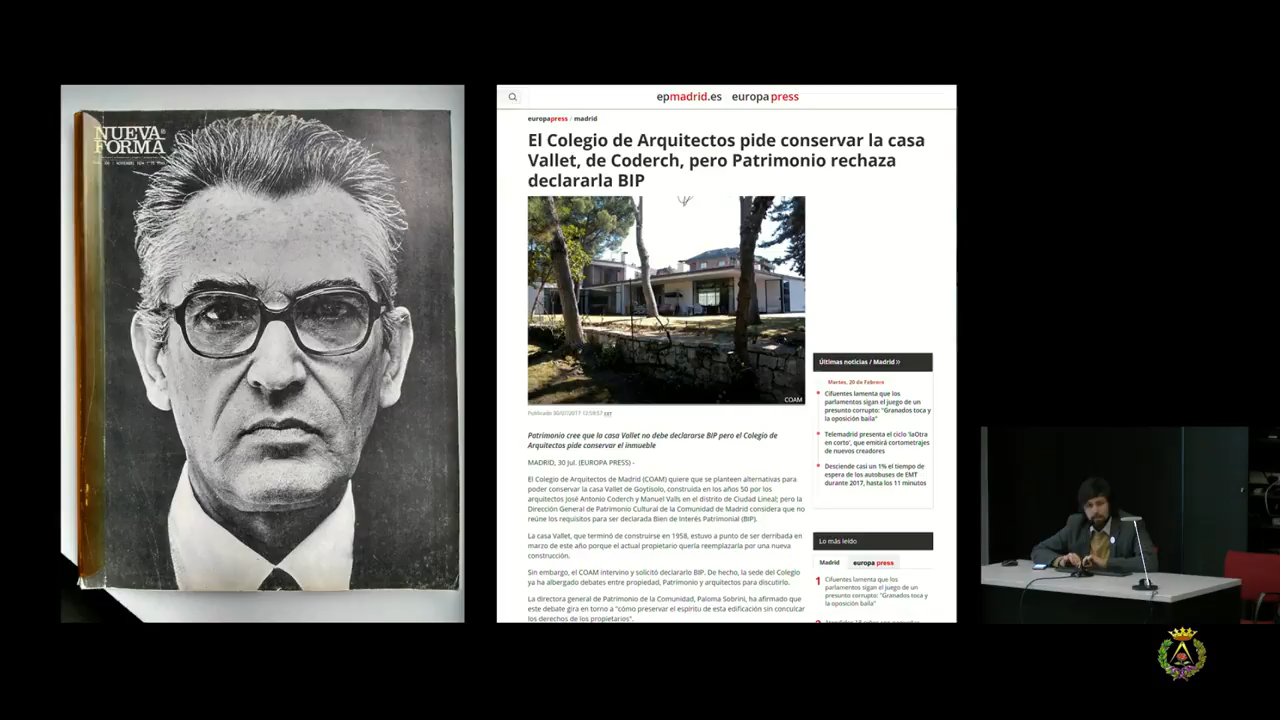 NUEVA
FORMA
epmadrid.es europa press
europapress / madrid
El Colegio de Arquitectos pide conservar la casa
Vallet, de Coderch, pero Patrimonio rechaza
declararla BIP
COAM
Publicado 30/07/2017 12:59:57 CET
Patrimonio cree que la casa Vallet no debe declararse BIP pero el Colegio de
Arquitectos pide conservar el inmueble
MADRID, 30 Jul. (EUROPA PRESS) -
El Colegio de Arquitectos de Madrid (COAM) quiere que se planteen alternativas para
poder conservar la casa Vallet de Goytisolo, construida en los años 50 por los
arquitectos José Antonio Coderch y Manuel Valls en el distrito de Ciudad Lineal; pero la
Dirección General de Patrimonio Cultural de la Comunidad de Madrid considera que no
reúne los requisitos para ser declarada Bien de Interés Patrimonial (BIP).
La casa Vallet, que terminó de construirse en 1958, estuvo a punto de ser derribada en
marzo de este año porque el actual propietario quería reemplazarla por una nueva
construcción.
Sin embargo, el COAM intervino y solicitó declararlo BIP. De hecho, la sede del Colegio
ya ha albergado debates entre propiedad, Patrimonio y arquitectos para discutirlo.
La directora general de Patrimonio de la Comunidad, Paloma Sobrini, ha afirmado que
este debate gira en torno a "cómo preservar el espíritu de esta edificación sin conculcar
los derechos de los propietarios".
Últimas noticias / Madrid »
Martes, 20 de Febrero
Cifuentes lamenta que los
parlamentos sigan el juego de un
presunto corrupto: "Granados toca y
la oposición baila"
Telemadrid presenta el ciclo 'laOtra
en corto', que emitirá cortometrajes
de nuevos creadores
Desciende casi un 1% el tiempo de
espera de los autobuses de EMT
durante 2017, hasta los 11 minutos
Lo más leído
Madrid europa press
1 Cifuentes lamenta que los
parlamentos sigan el juego de un
presunto corrupto: "Granados toca y
la oposición baila"